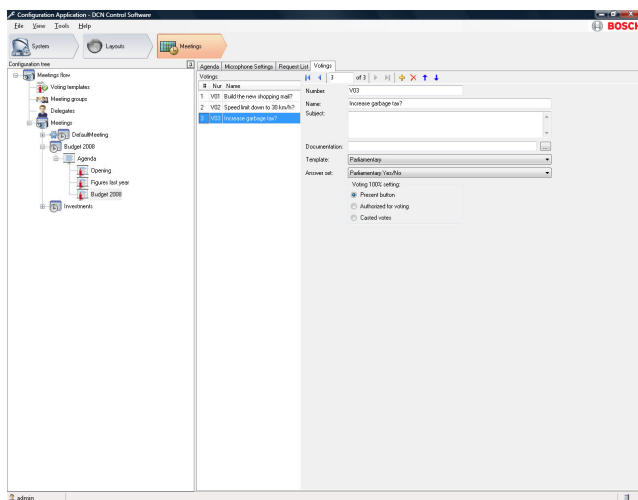 Configuration Application - DCN Control Software
File View Tools Help
BOSCH
System Layouts Meetings
Configuration tree
Meetings flow
Voting templates
Meeting groups
Delegates
Meetings
DefaultMeeting
Budget 2008
Agenda
Opening
Figures last year
Budget 2008
Investments
Agenda Microphone Settings Request List Votings
Votings:
# Nur Name
1 V01 Build the new shopping mall?
2 V02 Speed limit down to 30 km/h?
3 V03 Increase garbage tax?
3 of 3
Number: V03
Name: Increase garbage tax?
Subject:
Documentation: ...
Template: Parliamentary
Answer set: Parliamentary Yes/No
Voting 100% setting:
Present button
Authorized for voting
Casted votes
admin